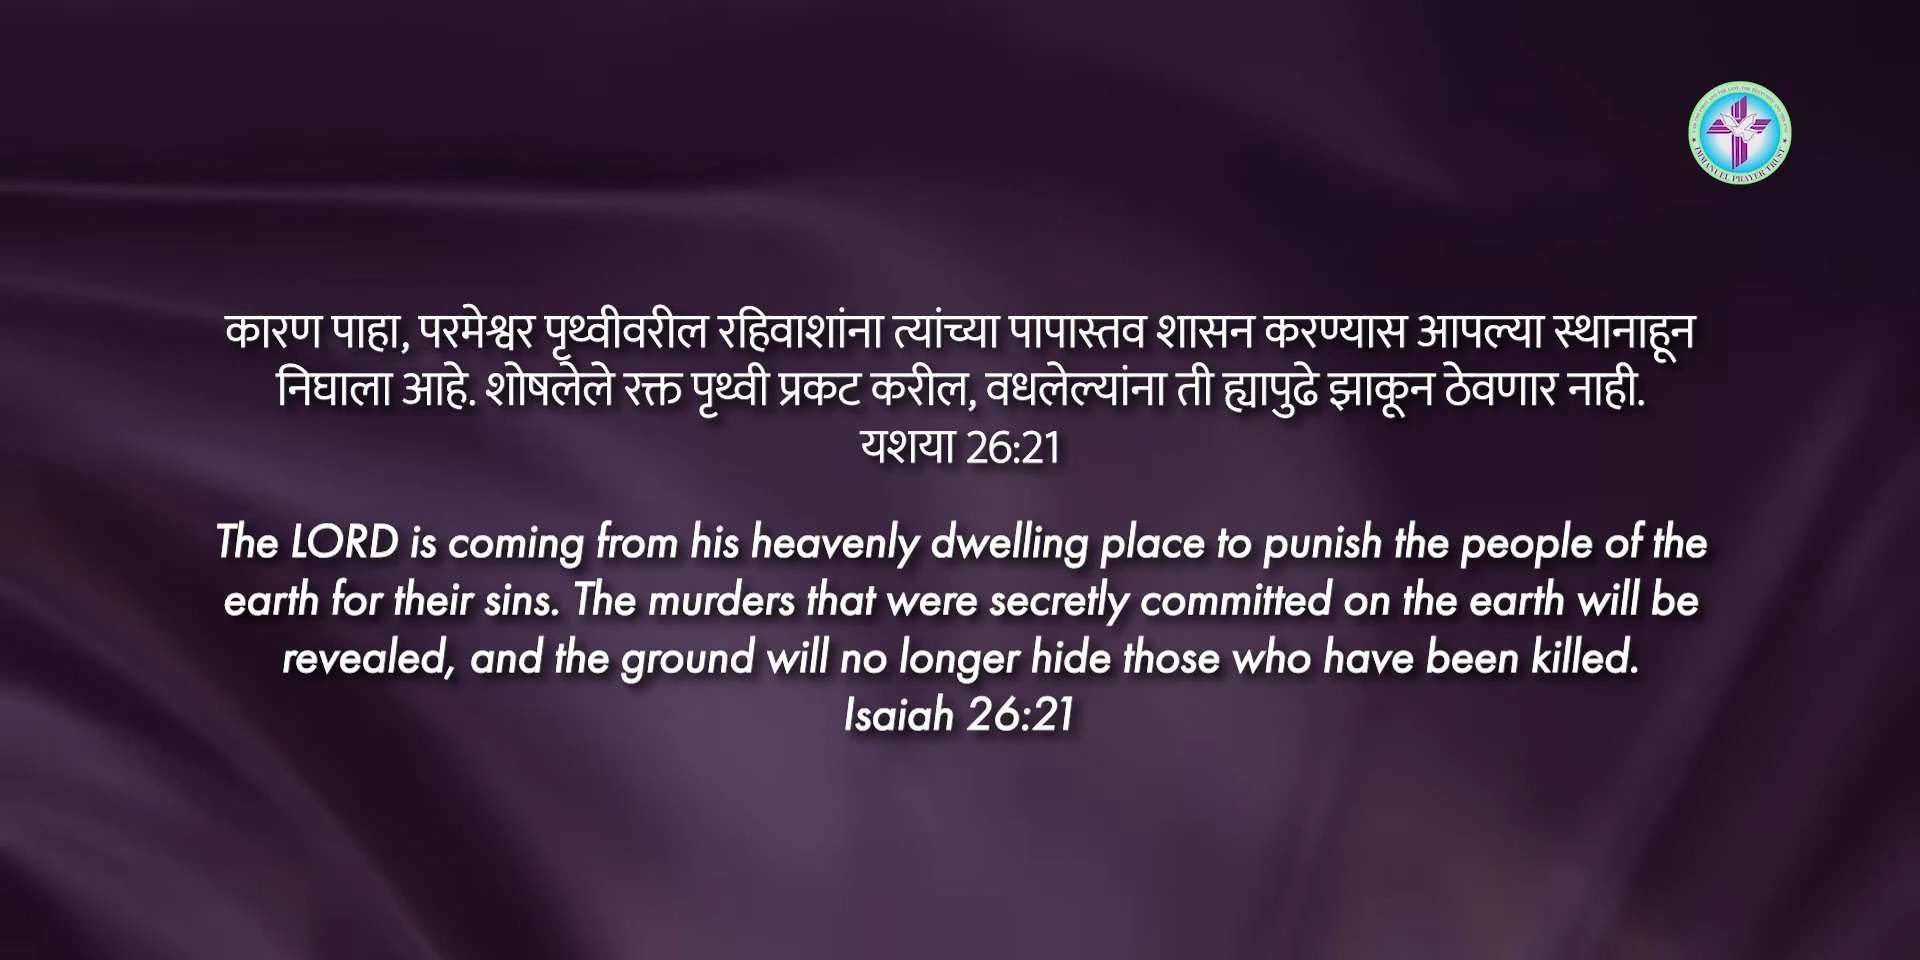 कारण पाहा, परमेश्वर पृथ्वीवरील रहिवाशांना त्यांच्या पापास्तव शासन करण्यास आपल्या स्थानाहून
निघाला आहे. शोषलेले रक्त पृथ्वी प्रकट करील, वधलेल्यांना ती ह्यापुढे झाकून ठेवणार नाही.
यशया 26:21
The LORD is coming from his heavenly dwelling place to punish the people of the
earth for their sins. The murders that were secretly committed on the earth will be
revealed, and the ground will no longer hide those who have been killed.
Isaiah 26:21
IMMANUEL PRAYER TRUST